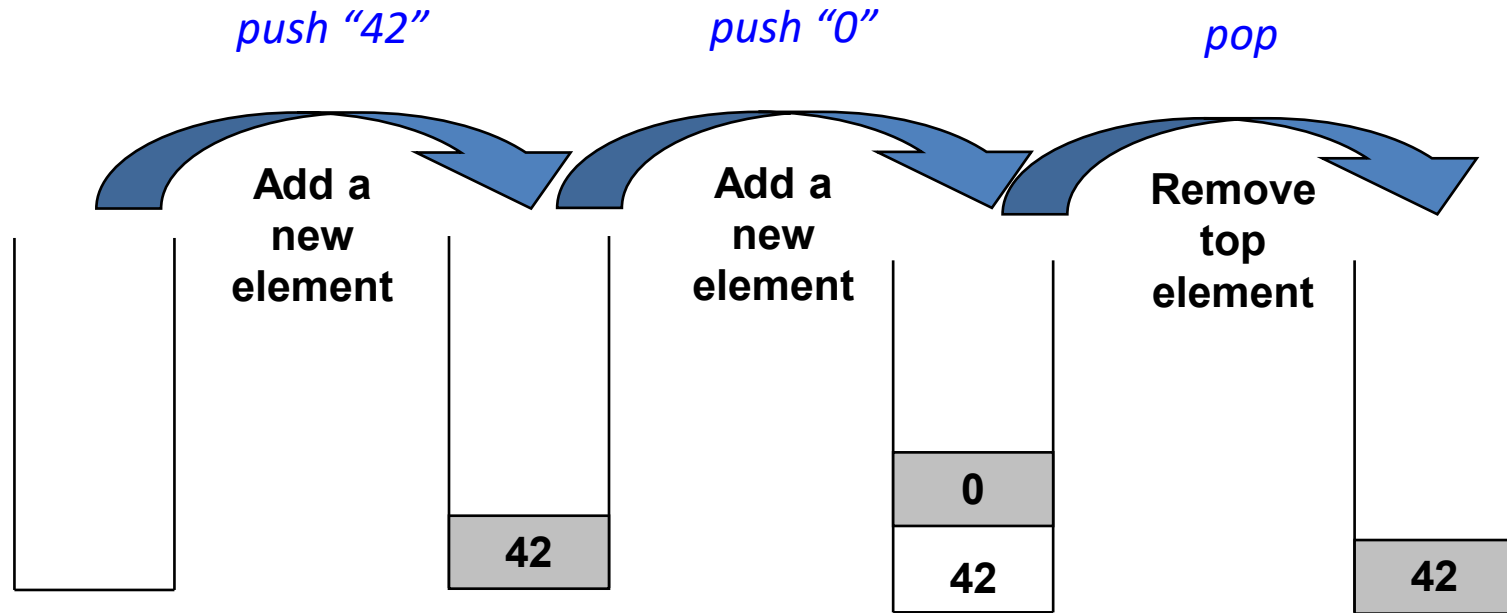 push “42”
push “0”
pop
Add a
new
element
Add a
new
element
Remove
top
element
42
0
42
42